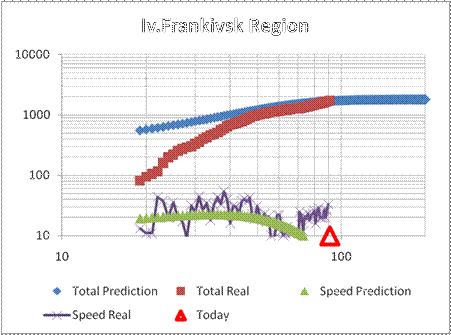 Iv.Frankivsk Region
10000
1000
100
10
10 100
Total Prediction Total Real Speed Prediction
Speed Real Today